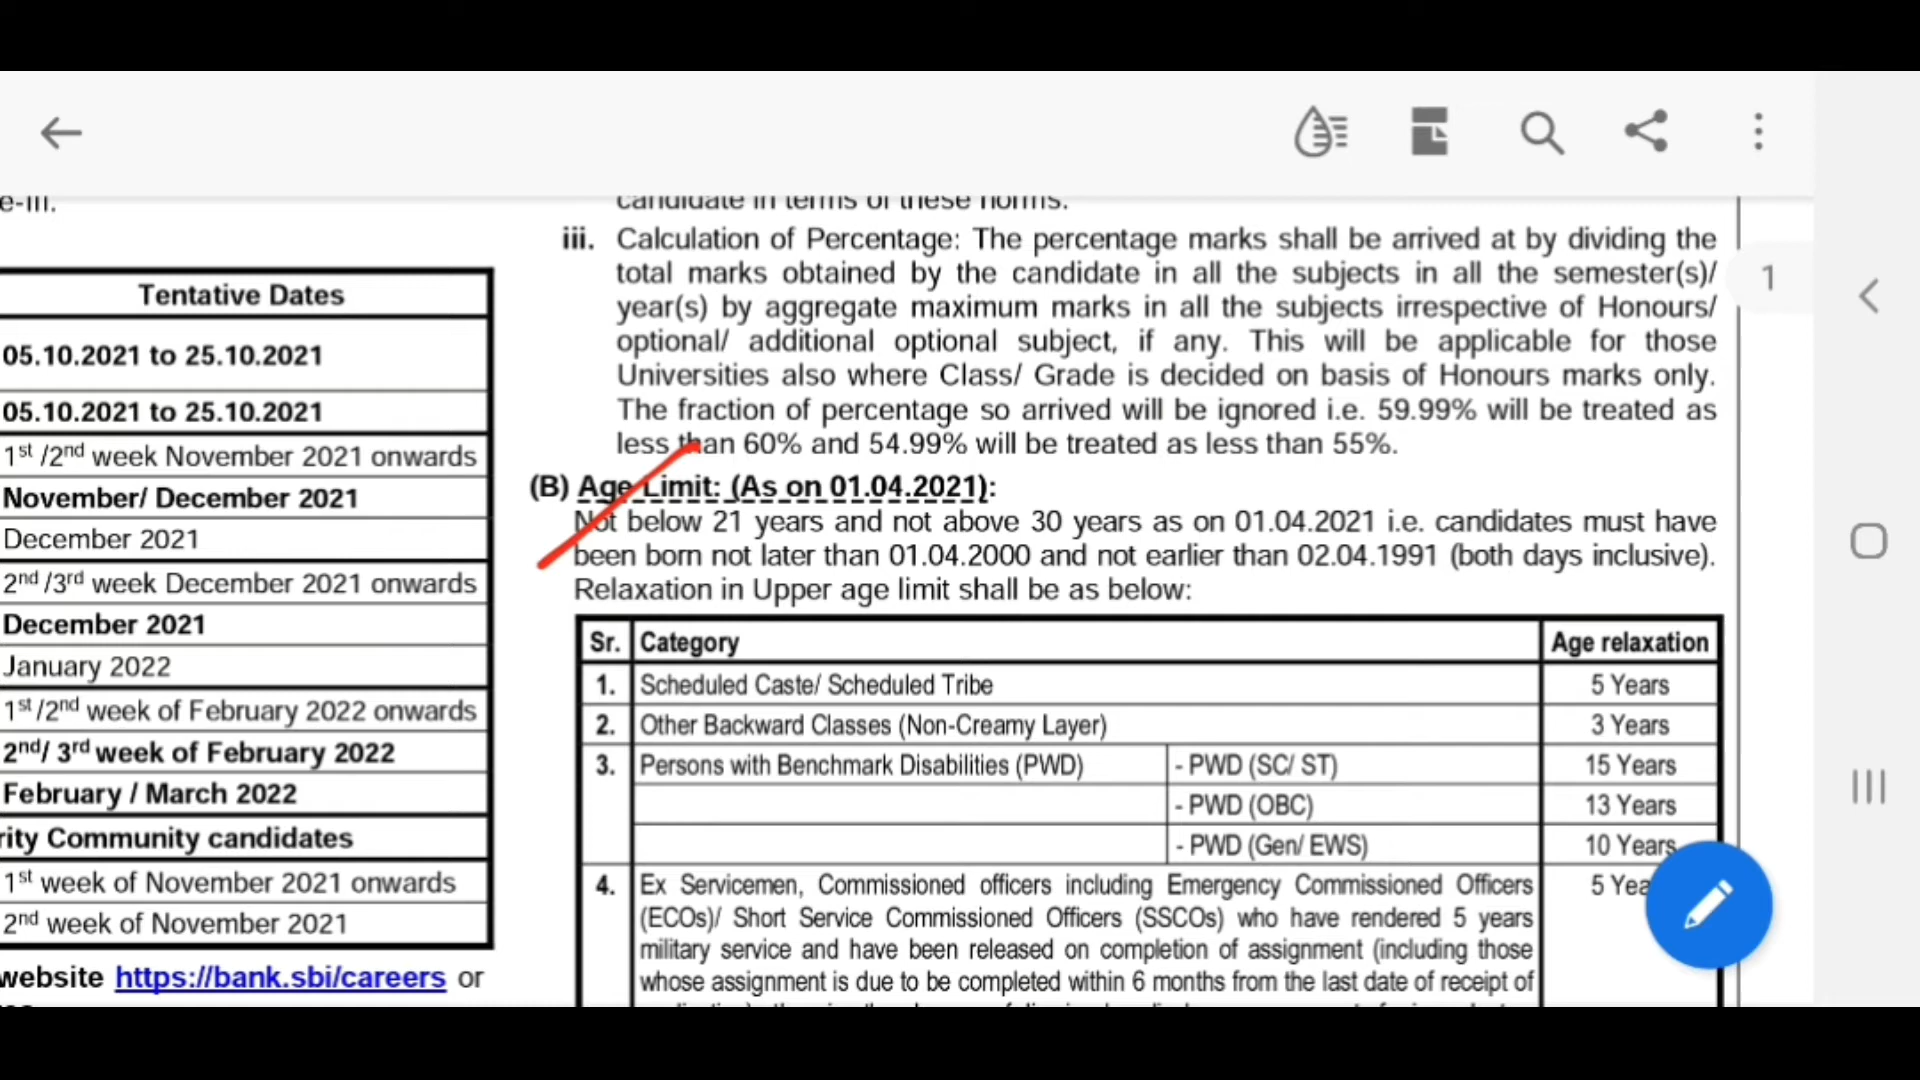 e-III.
Tentative Dates
05.10.2021 to 25.10.2021
05.10.2021 to 25.10.2021
1st /2nd week November 2021 onwards
November/ December 2021
December 2021
2nd /3rd week December 2021 onwards
December 2021
January 2022
1st /2nd week of February 2022 onwards
2nd/ 3rd week of February 2022
February / March 2022
rity Community candidates
1st week of November 2021 onwards
2nd week of November 2021
website https://bank.sbi/careers or
candidate in terms of these norms.
iii. Calculation of Percentage: The percentage marks shall be arrived at by dividing the
total marks obtained by the candidate in all the subjects in all the semester(s)/
year(s) by aggregate maximum marks in all the subjects irrespective of Honours/
optional/ additional optional subject, if any. This will be applicable for those
Universities also where Class/ Grade is decided on basis of Honours marks only.
The fraction of percentage so arrived will be ignored i.e. 59.99% will be treated as
less than 60% and 54.99% will be treated as less than 55%.
(B) Age Limit: (As on 01.04.2021):
Not below 21 years and not above 30 years as on 01.04.2021 i.e. candidates must have
been born not later than 01.04.2000 and not earlier than 02.04.1991 (both days inclusive).
Relaxation in Upper age limit shall be as below:
Sr. Category Age relaxation
1. Scheduled Caste/ Scheduled Tribe 5 Years
2. Other Backward Classes (Non-Creamy Layer) 3 Years
3. Persons with Benchmark Disabilities (PWD) - PWD (SC/ ST) 15 Years
- PWD (OBC) 13 Years
- PWD (Gen/ EWS) 10 Years
4. Ex Servicemen, Commissioned officers including Emergency Commissioned Officers 5 Yea
(ECOs)/ Short Service Commissioned Officers (SSCOs) who have rendered 5 years
military service and have been released on completion of assignment (including those
whose assignment is due to be completed within 6 months from the last date of receipt of
1